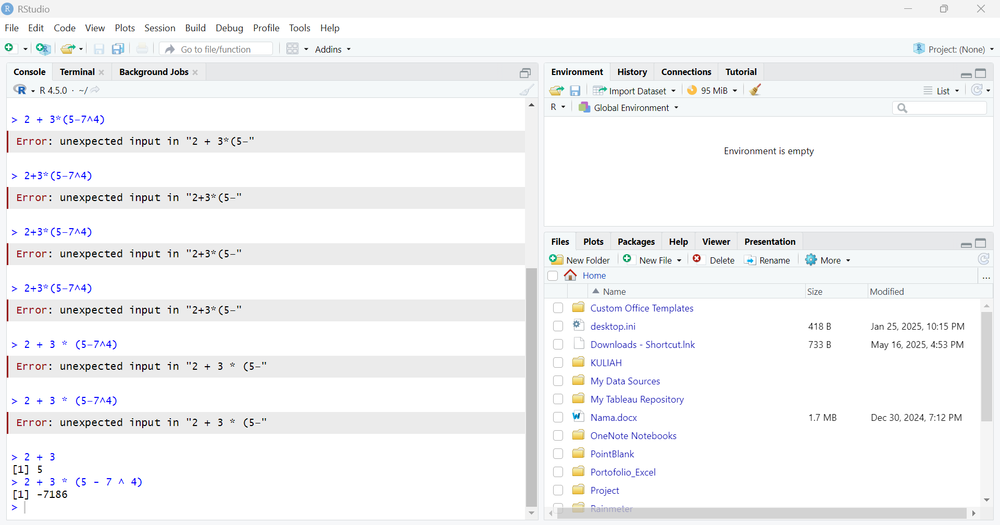 RStudio
File Edit Code View Plots Session Build Debug Profile Tools Help
Go to file/function Addins Project: (None)
Console Terminal Background Jobs
R 4.5.0 · ~/
> 2 + 3*(5–7^4)
Error: unexpected input in "2 + 3*(5–"
> 2+3*(5–7^4)
Error: unexpected input in "2+3*(5–"
> 2+3*(5–7^4)
Error: unexpected input in "2+3*(5–"
> 2+3*(5–7^4)
Error: unexpected input in "2+3*(5–"
> 2 + 3 * (5–7^4)
Error: unexpected input in "2 + 3 * (5–"
> 2 + 3 * (5–7^4)
Error: unexpected input in "2 + 3 * (5–"
> 2 + 3
[1] 5
> 2 + 3 * (5 - 7 ^ 4)
[1] -7186
>
Environment History Connections Tutorial
Import Dataset 95 MiB List
R Global Environment
Environment is empty
Files Plots Packages Help Viewer Presentation
New Folder New File Delete Rename More
Home ...
Name Size Modified
Custom Office Templates
desktop.ini 418 B Jan 25, 2025, 10:15 PM
Downloads - Shortcut.lnk 733 B May 16, 2025, 4:53 PM
KULIAH
My Data Sources
My Tableau Repository
Nama.docx 1.7 MB Dec 30, 2024, 7:12 PM
OneNote Notebooks
PointBlank
Portofolio_Excel
Project
Rainmeter